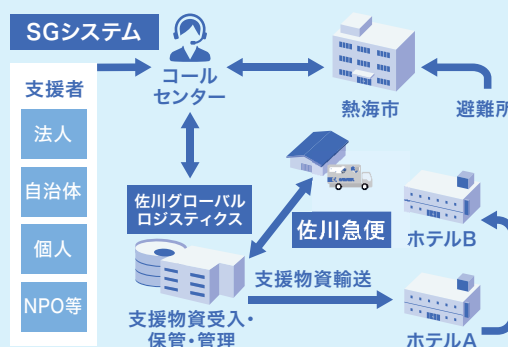 SGシステム
支援者
法人
自治体
個人
NPO等
コール
センター
熱海市
避難所
佐川グローバル
ロジスティクス
佐川急便
ホテルB
支援物資輸送
支援物資受入・
保管・管理
ホテルA